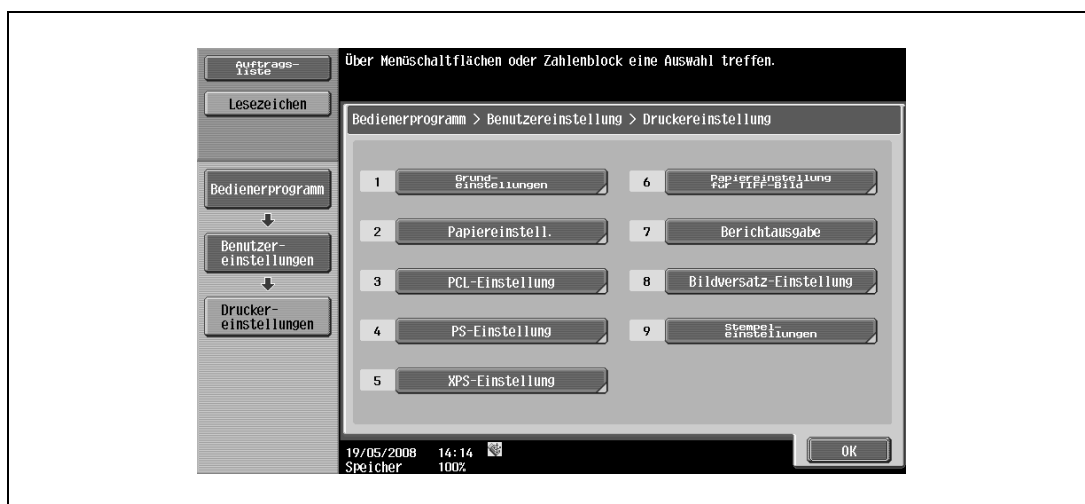 Auftrags-
liste
Lesezeichen
Bedienerprogramm
Benutzer-
einstellungen
Drucker-
einstellungen
Über Menüschaltflächen oder Zahlenblock eine Auswahl treffen.
Bedienerprogramm > Benutzereinstellung > Druckereinstellung
1 Grund-
einstellungen
2 Papiereinstell.
3 PCL-Einstellung
4 PS-Einstellung
5 XPS-Einstellung
6 Papiereinstellung
für TIFF-Bild
7 Berichtausgabe
8 Bildversatz-Einstellung
9 Stempel-
einstellungen
19/05/2008 14:14
Speicher 100%
OK